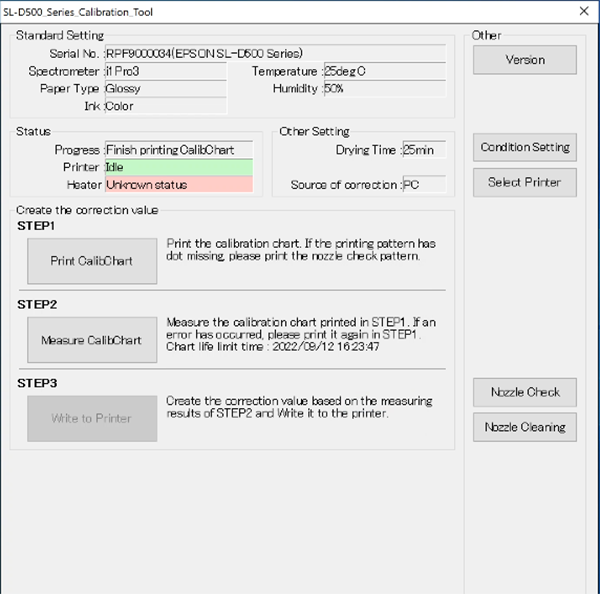 SL-D500_Series_Calibration_Tool
Standard Setting
Serial No. :RPF9000034(EPSON SL-D500 Series)
Spectrometer :i1 Pro3 Temperature :25deg C
Paper Type :Glossy Humidity :50%
Ink :Color
Status
Progress :Finish printing CalibChart
Printer :Idle
Heater :Unknown status
Other Setting
Drying Time :25min
Source of correction :PC
Create the correction value
STEP1
Print CalibChart
Print the calibration chart. If the printing pattern has
dot missing, please print the nozzle check pattern.
STEP2
Measure CalibChart
Measure the calibration chart printed in STEP1. If an
error has occurred, please print it again in STEP1.
Chart life limit time : 2022/09/12 16:23:47
STEP3
Write to Printer
Create the correction value based on the measuring
results of STEP2 and Write it to the printer.
Other
Version
Condition Setting
Select Printer
Nozzle Check
Nozzle Cleaning